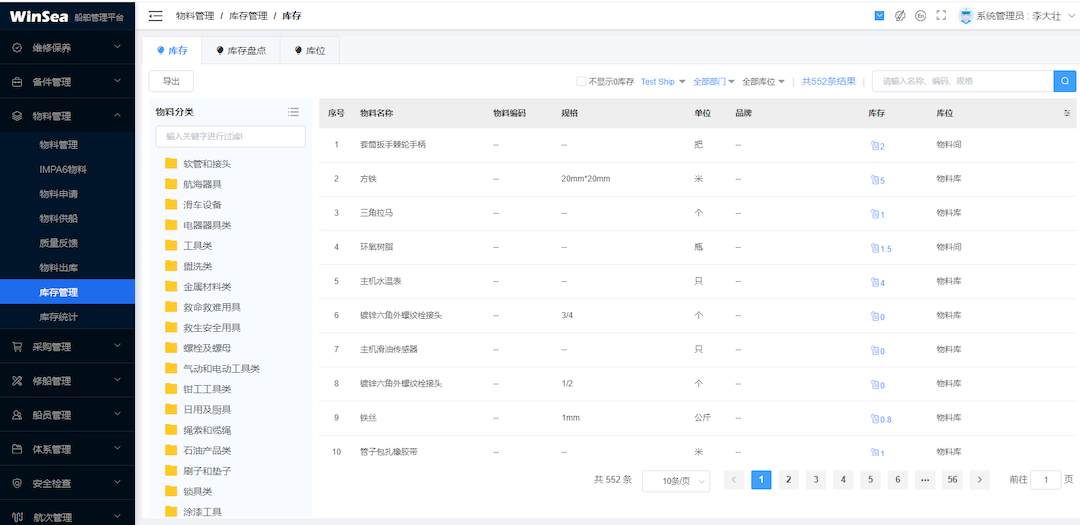 WinSea 船舶管理平台
维修保养
备件管理
物料管理
物料管理
IMPA6物料
物料申请
物料供船
质量反馈
物料出库
库存管理
库存统计
采购管理
修船管理
船员管理
体系管理
安全检查
航次管理
物料管理 / 库存管理 / 库存
En 系统管理员 : 李大壮
库存 库存盘点 库位
导出
不显示0库存 Test Ship 全部部门 全部库位 | 共552条结果 | 请输入名称、编码、规格
物料分类
输入关键字进行过滤!
软管和接头
航海器具
滑车设备
电器器具类
工具类
盥洗类
金属材料类
救命救难用具
救生安全用具
螺栓及螺母
气动和电动工具类
钳工工具类
日用及厨具
绳索和缆绳
石油产品类
刷子和垫子
锁具类
涂漆工具
序号 物料名称 物料编码 规格 单位 品牌 库存 库位
1 套筒扳手棘轮手柄 -- -- 把 -- 2 物料间
2 方铁 -- 20mm*20mm 米 -- 5 物料库
3 三角拉马 -- -- 个 -- 1 物料库
4 环氧树脂 -- -- 瓶 -- 1.5 物料间
5 主机水温表 -- -- 只 -- 4 物料库
6 镀锌六角外螺纹栓接头 -- 3/4 个 -- 0 物料库
7 主机滑油传感器 -- -- 只 -- 0 物料库
8 镀锌六角外螺纹栓接头 -- 1/2 个 -- 0 物料库
9 铁丝 -- 1mm 公斤 -- 0.8 物料库
10 管子包扎橡胶带 -- -- 米 -- 1 物料库
共 552 条 10条/页 < 1 2 3 4 5 6 ••• 56 > 前往 1 页